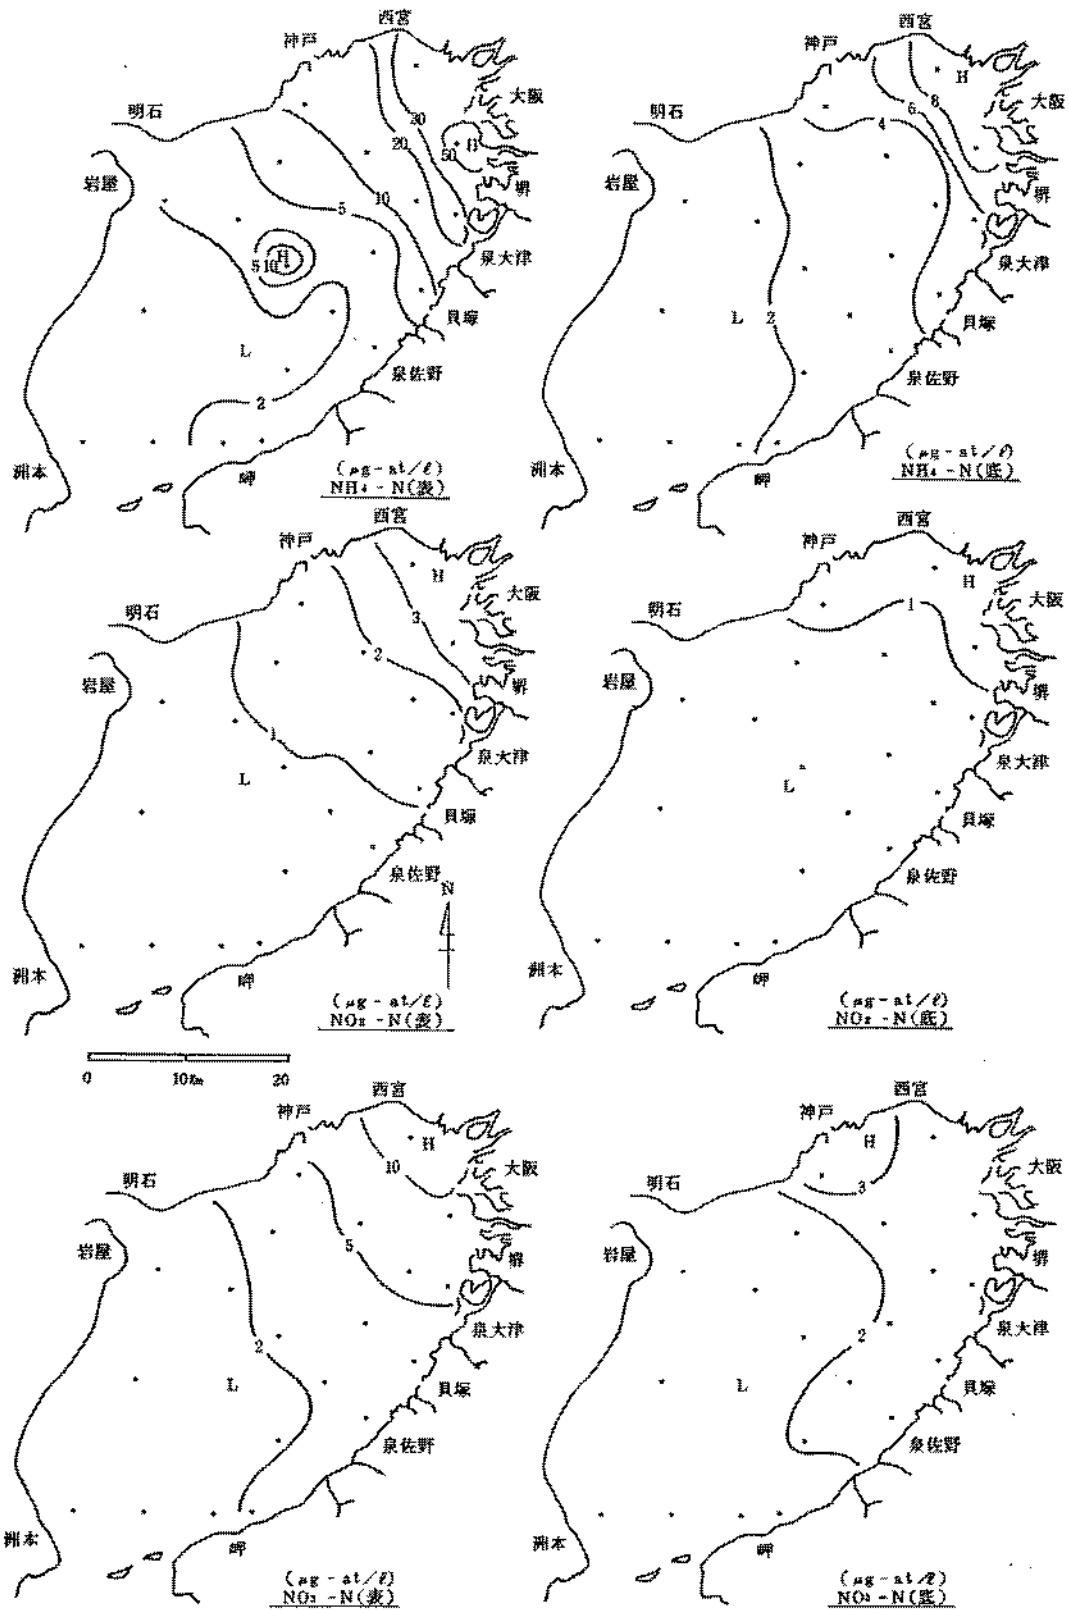 西宮
神戸
大阪
明石
岩屋
堺
泉大津
貝塚
泉佐野
洲本
岬
H
H
L
50
20
20
10
5
5 10
2
(μg-at/ℓ)
NH4-N(表)
西宮
神戸
大阪
明石
岩屋
堺
泉大津
貝塚
泉佐野
洲本
岬
H
L
8
6
4
2
(μg-at/ℓ)
NH4-N(底)
西宮
神戸
大阪
明石
岩屋
堺
泉大津
貝塚
泉佐野
洲本
岬
H
L
3
2
1
N
(μg-at/ℓ)
NO2-N(表)
西宮
神戸
大阪
明石
岩屋
堺
泉大津
貝塚
泉佐野
洲本
岬
H
L
1
(μg-at/ℓ)
NO2-N(底)
0 10km 20
西宮
神戸
大阪
明石
岩屋
堺
泉大津
貝塚
泉佐野
洲本
岬
H
L
10
5
2
(μg-at/ℓ)
NO3-N(表)
西宮
神戸
大阪
明石
岩屋
堺
泉大津
貝塚
泉佐野
洲本
岬
H
L
3
2
(μg-at/ℓ)
NO3-N(底)